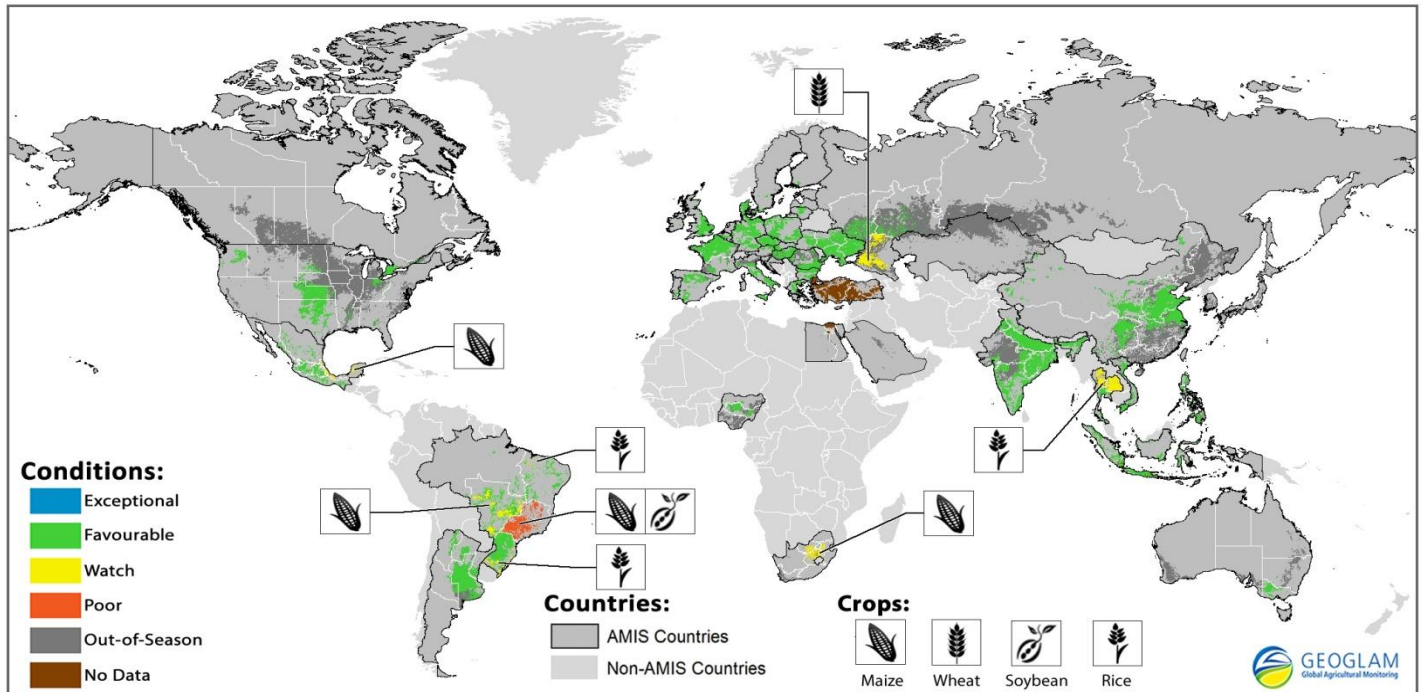 Conditions:
Exceptional
Favourable
Watch
Poor
Out-of-Season
No Data
Countries:
AMIS Countries
Non-AMIS Countries
Crops:
Maize
Wheat
Soybean
Rice
GEOGLAM
Global Agricultural Monitoring